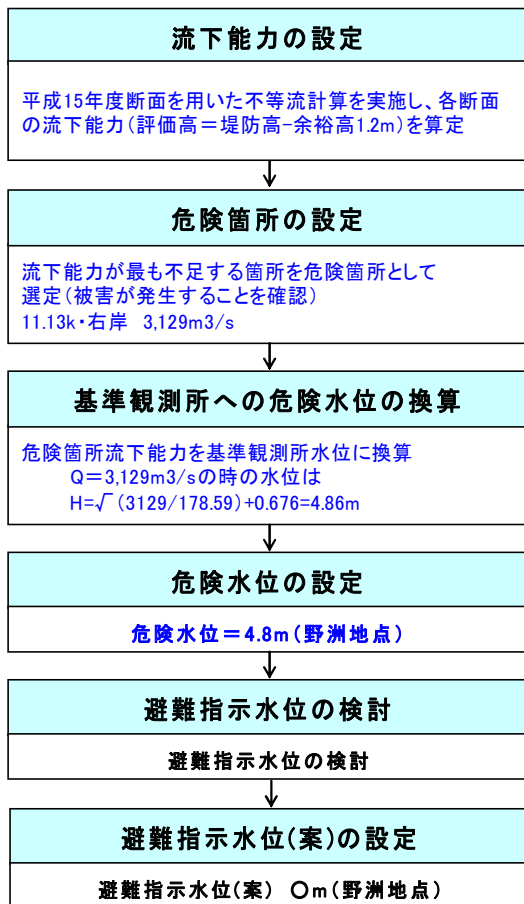 流下能力の設定
平成15年度断面を用いた不等流計算を実施し、各断面
の流下能力(評価高=堤防高-余裕高1.2m)を算定
危険箇所の設定
流下能力が最も不足する箇所を危険箇所として
選定(被害が発生することを確認)
11.13k・右岸 3,129m3/s
基準観測所への危険水位の換算
危険箇所流下能力を基準観測所水位に換算
Q=3,129m3/sの時の水位は
H=√(3129/178.59)+0.676=4.86m
危険水位の設定
危険水位=4.8m(野洲地点)
避難指示水位の検討
避難指示水位の検討
避難指示水位(案)の設定
避難指示水位(案) ○m(野洲地点)